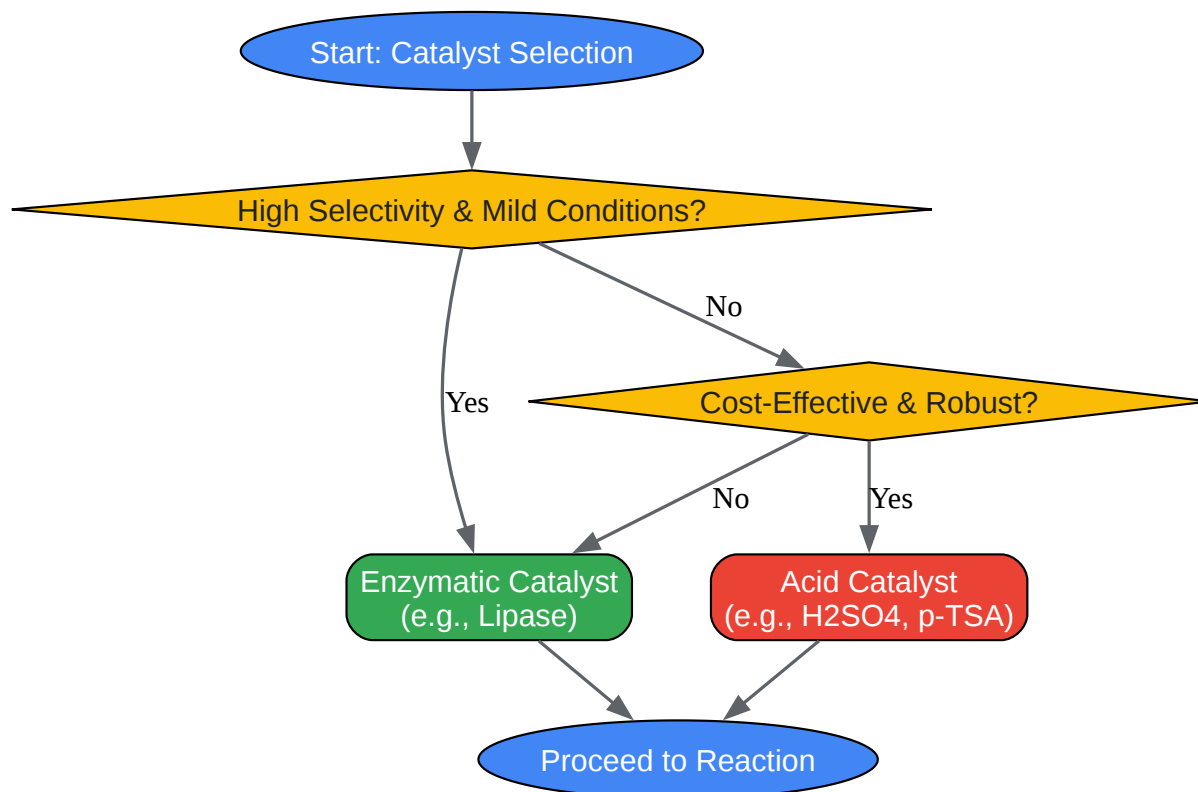 Start: Catalyst Selection
High Selectivity & Mild Conditions?
No
Yes
Cost-Effective & Robust?
No
Yes
Enzymatic Catalyst
(e.g., Lipase)
Acid Catalyst
(e.g., H2SO4, p-TSA)
Proceed to Reaction